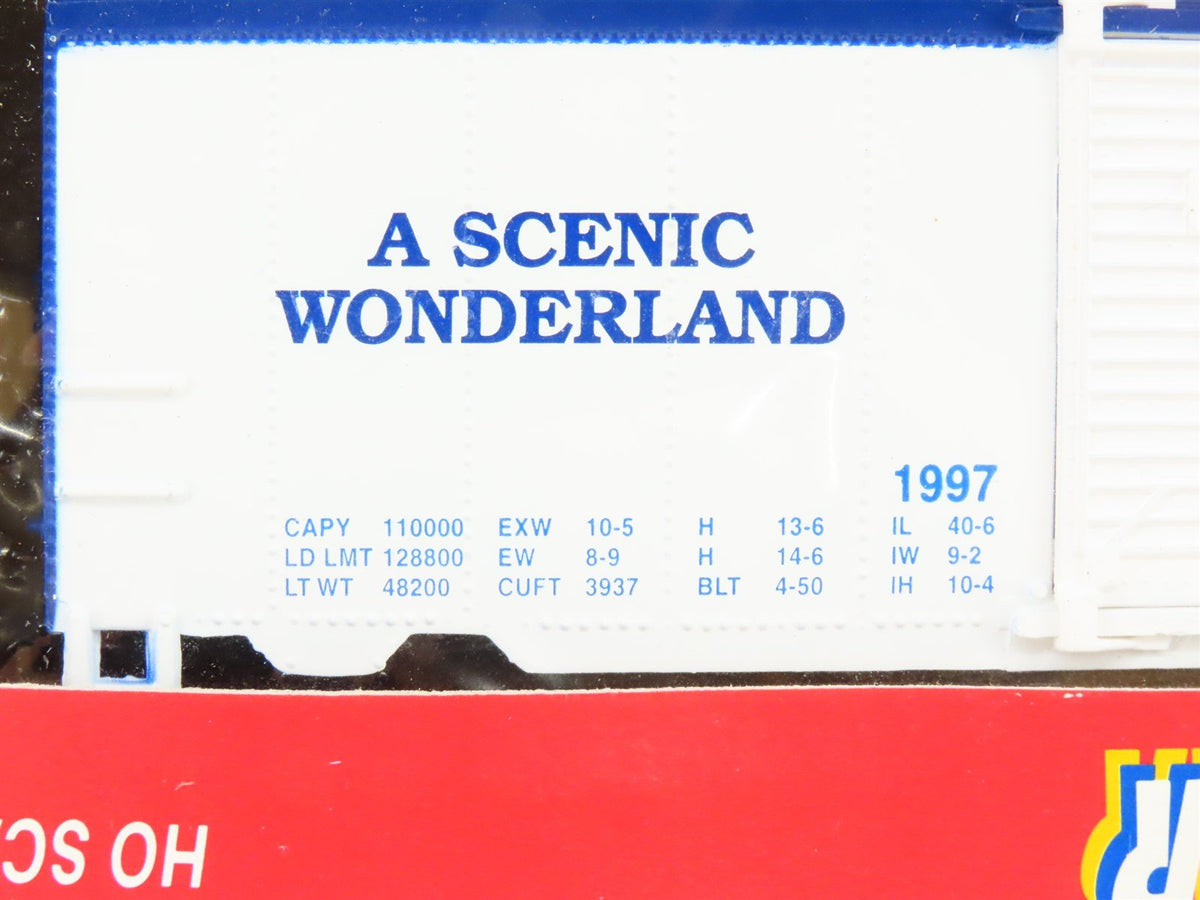 A SCENIC
WONDERLAND
1997
CAPY 110000 EXW 10-5 H 13-6 IL 40-6
LD LMT 128800 EW 8-9 H 14-6 IW 9-2
LT WT 48200 CUFT 3937 BLT 4-50 IH 10-4
HO SC